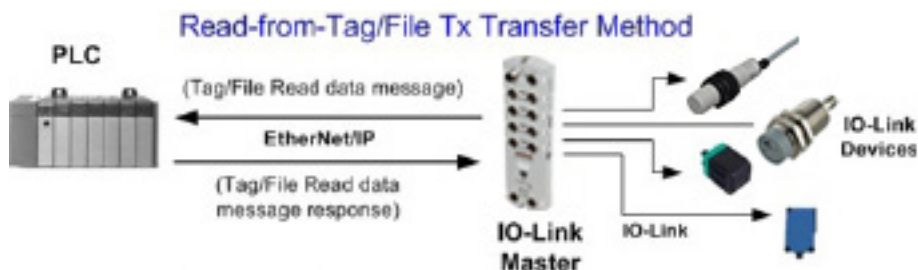 Read-from-Tag/File Tx Transfer Method
PLC
(Tag/File Read data message)
EtherNet/IP
(Tag/File Read data
message response)
IO-Link
Master
IO-Link
IO-Link
Devices